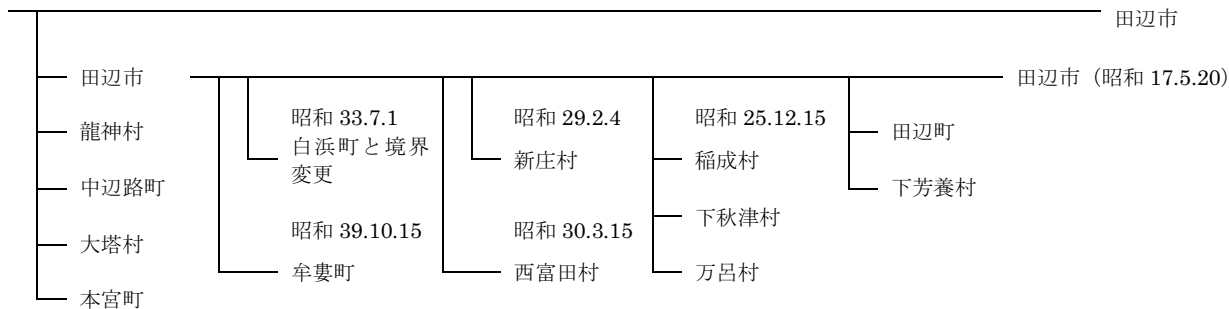 田辺市
田辺市
田辺市（昭和 17.5.20）
昭和 33.7.1
白浜町と境界
変更
昭和 29.2.4
新庄村
昭和 25.12.15
稲成村
田辺町
龍神村
中辺路町
下芳養村
下秋津村
昭和 39.10.15
牟婁町
昭和 30.3.15
西富田村
万呂村
大塔村
本宮町